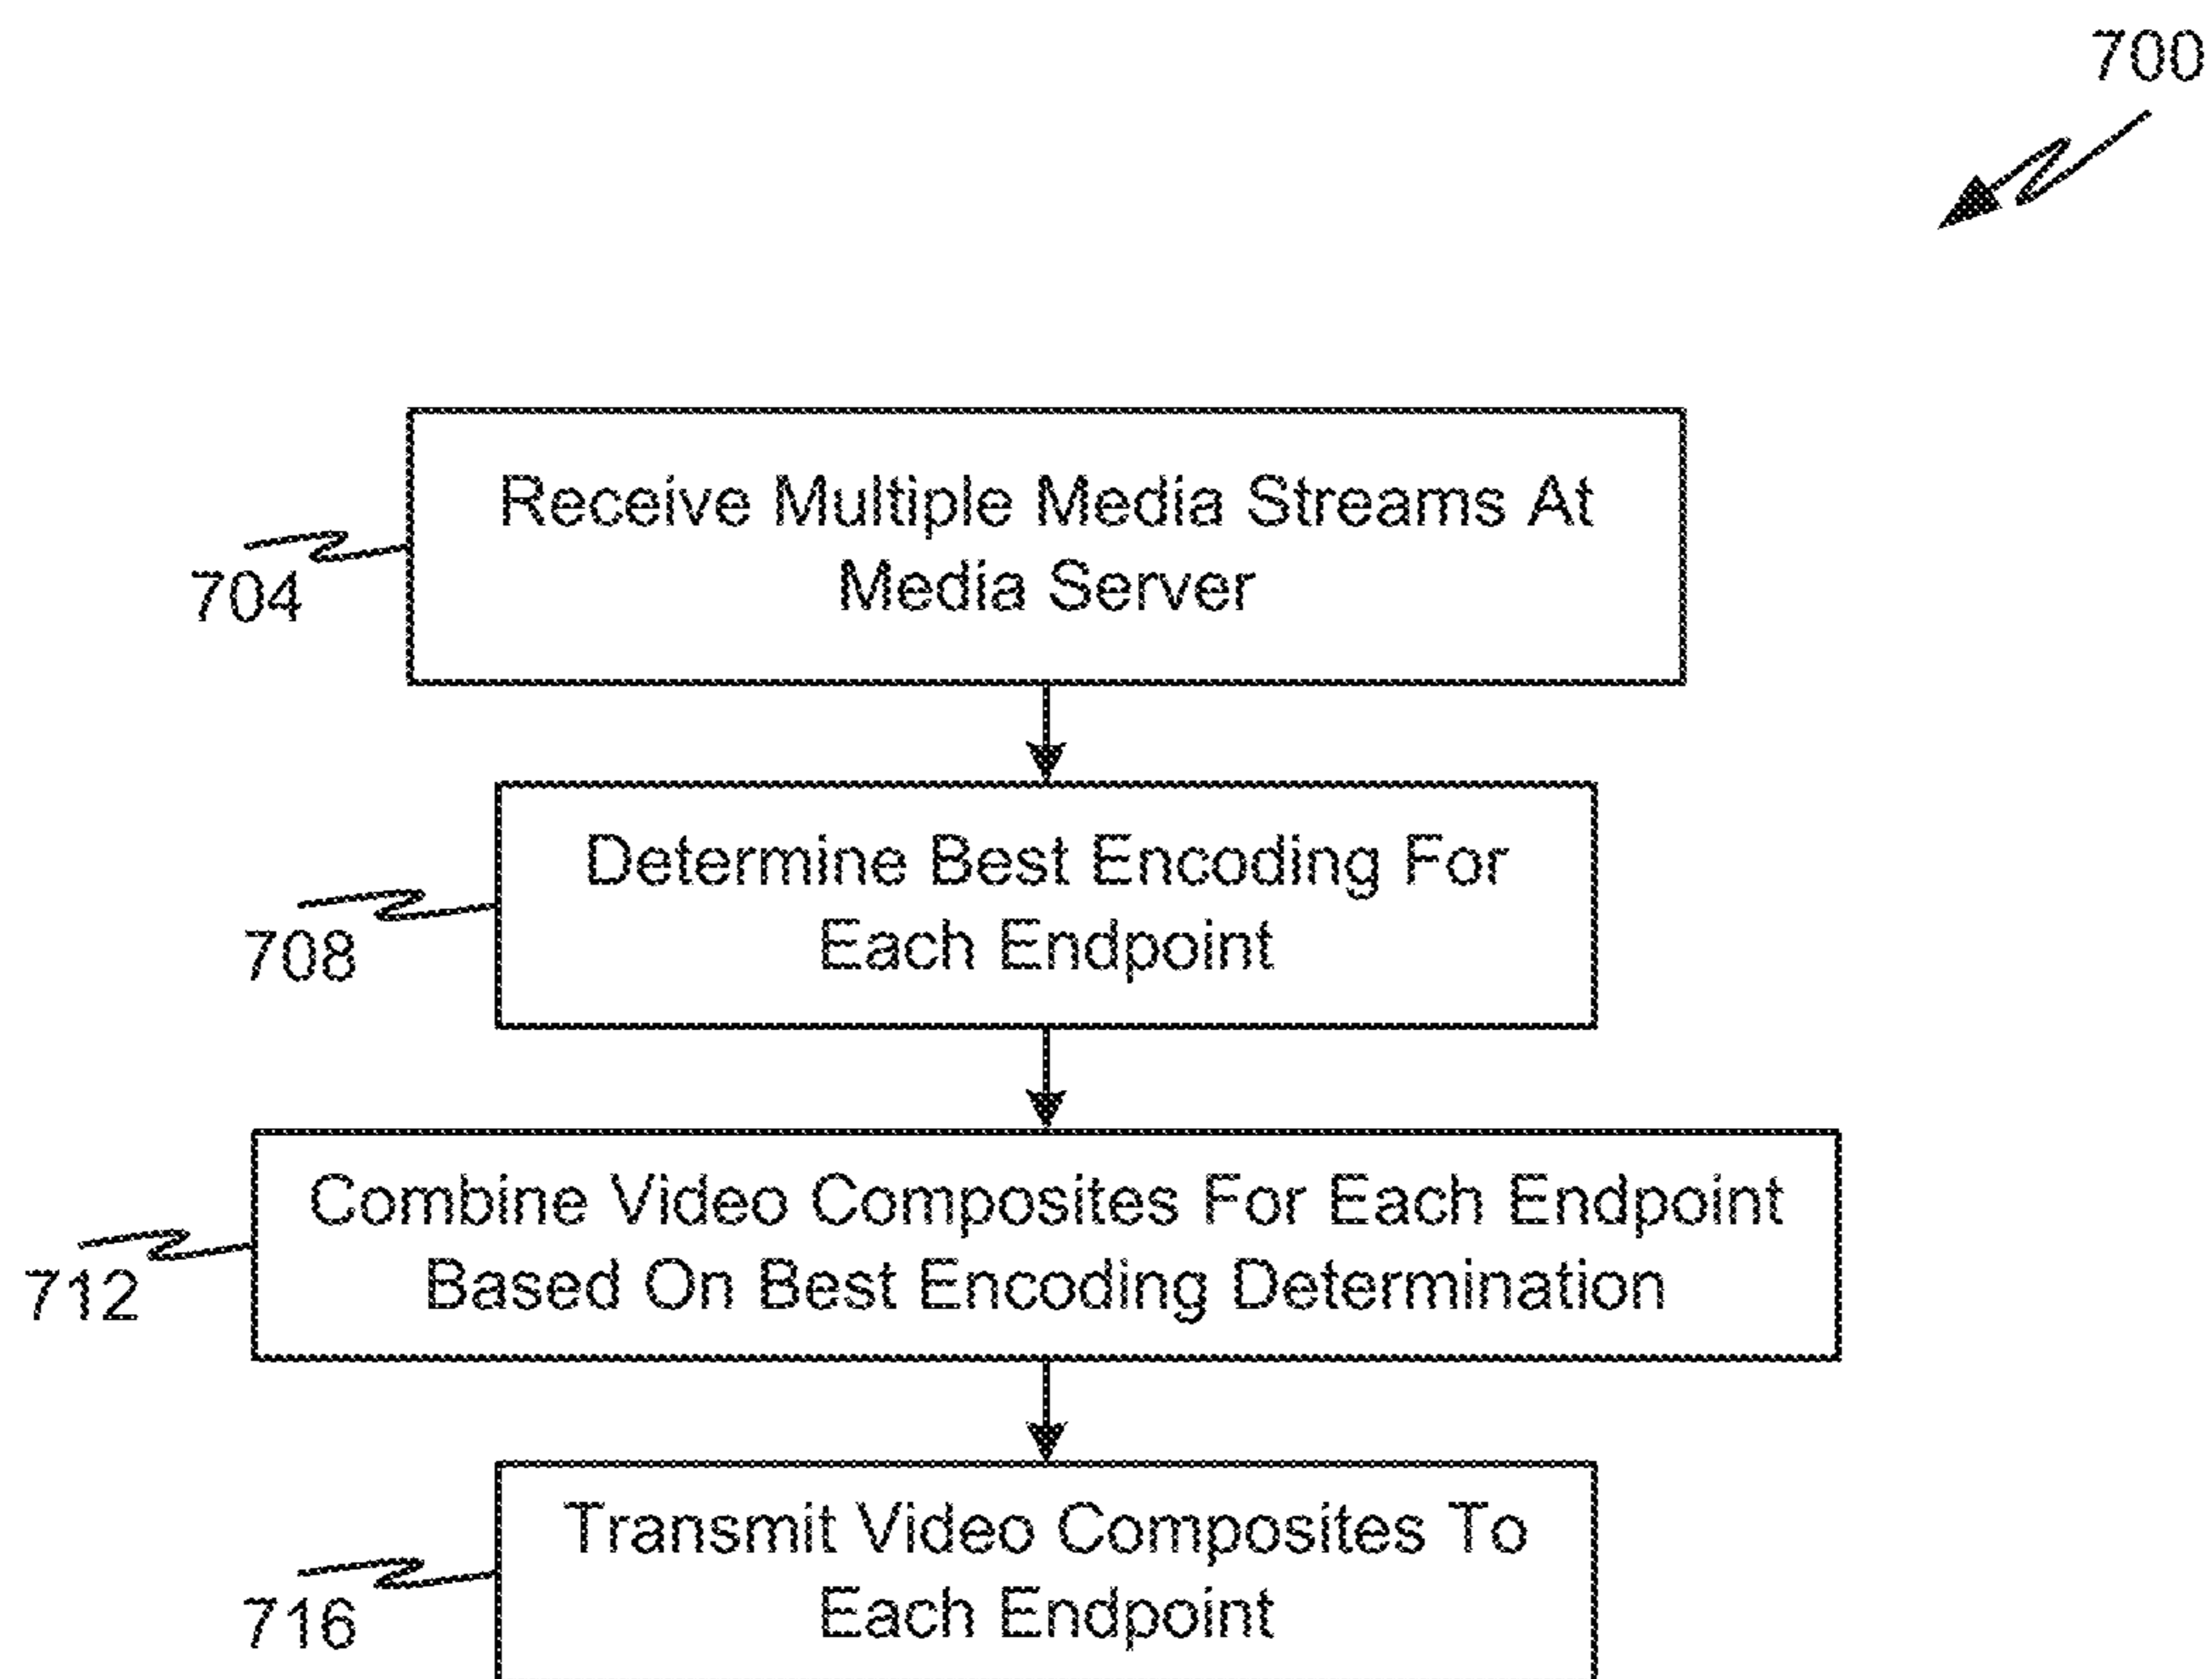 700
Receive Multiple Media Streams At
Media Server
704
Determine Best Encoding For
Each Endpoint
708
Combine Video Composites For Each Endpoint
Based On Best Encoding Determination
712
Transmit Video Composites To
Each Endpoint
716